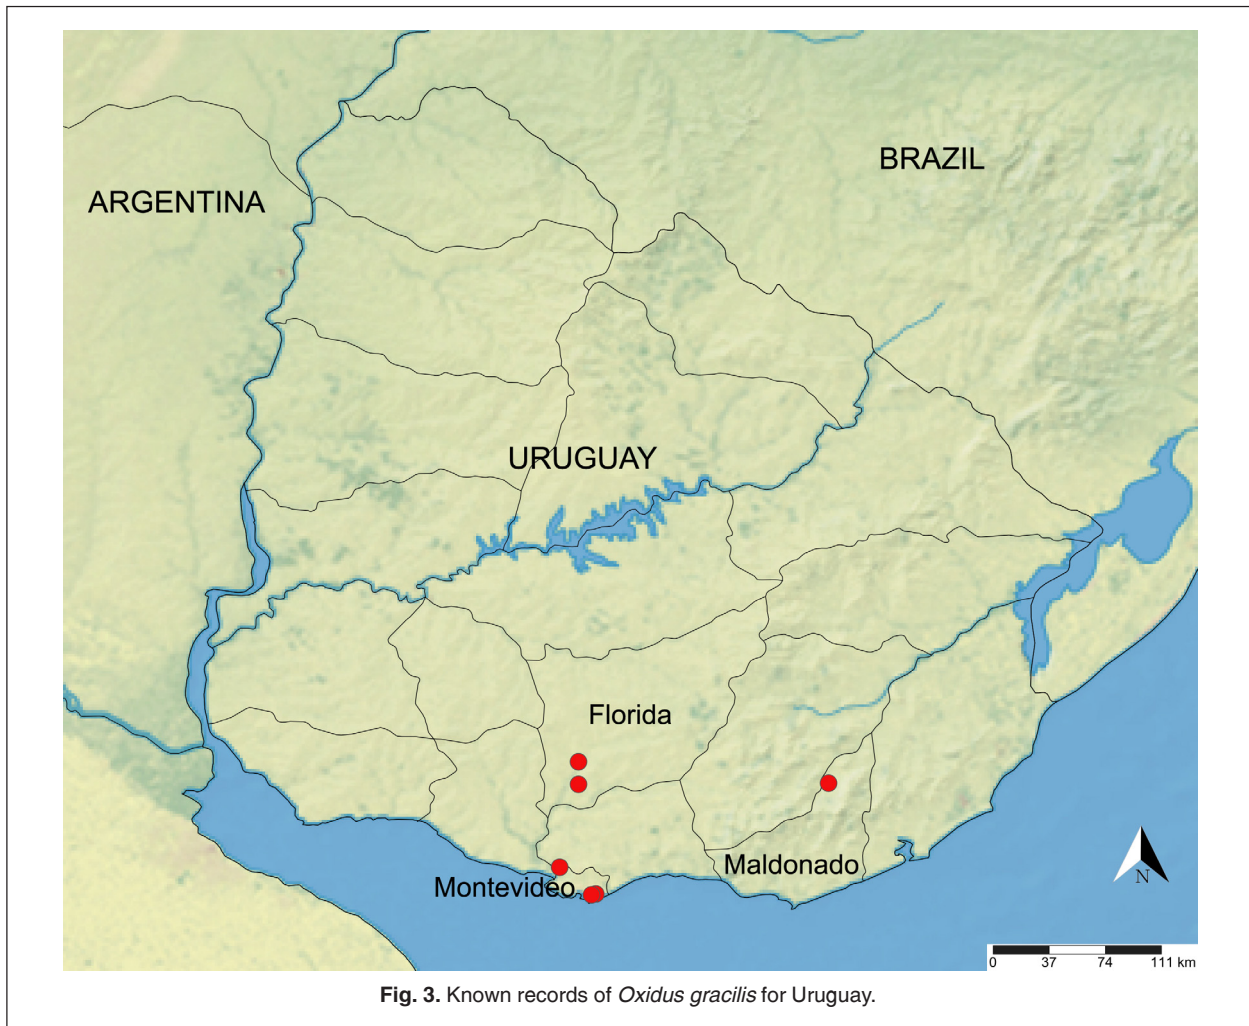 BRAZIL
ARGENTINA
URUGUAY
Florida
Maldonado
Montevideo
N
0 37 74 111 km
Fig. 3. Known records of Oxidus gracilis for Uruguay.